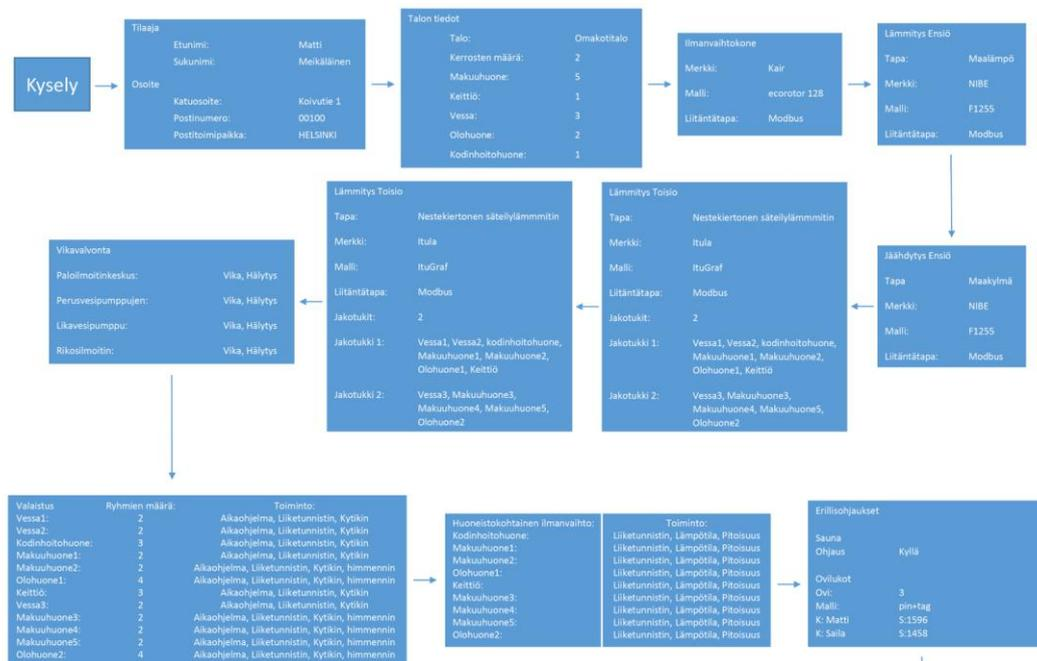 Kysely
Tilaaja
Etunimi: Matti
Sukunimi: Meikäläinen
Osoite
Katuosoite: Koivutie 1
Postinumero: 00100
Postitoimipaikka: HELSINKI
Talon tiedot
Talo: Omakotitalo
Kerrosten määrä: 2
Makuuhuone: 5
Keittiö: 1
Vessa: 3
Olohuone: 2
Kodinhoitohuone: 1
Ilmanvaihtokone
Merkki: Kair
Malli: ecorotor 128
Liitäntätapa: Modbus
Lämmitys Ensiö
Tapa: Maalämpö
Merkki: NIBE
Malli: F1255
Liitäntätapa: Modbus
Jäähdytys Ensiö
Tapa Maakylmä
Merkki: NIBE
Malli: F1255
Liitäntätapa: Modbus
Lämmitys Toisio
Tapa: Nestekiertonen säteilylämmmitin
Merkki: Itula
Malli: ItuGraf
Liitäntätapa: Modbus
Jakotukit: 2
Jakotukki 1: Vessa1, Vessa2, kodinhoitohuone,
Makuuhuone1, Makuuhuone2,
Olohuone1, Keittiö
Jakotukki 2: Vessa3, Makuuhuone3,
Makuuhuone4, Makuuhuone5,
Olohuone2
Lämmitys Toisio
Tapa: Nestekiertonen säteilylämmmitin
Merkki: Itula
Malli: ItuGraf
Liitäntätapa: Modbus
Jakotukit: 2
Jakotukki 1: Vessa1, Vessa2, kodinhoitohuone,
Makuuhuone1, Makuuhuone2,
Olohuone1, Keittiö
Jakotukki 2: Vessa3, Makuuhuone3,
Makuuhuone4, Makuuhuone5,
Olohuone2
Vikavalvonta
Paloilmoitinkeskus: Vika, Hälytys
Perusvesipumppujen: Vika, Hälytys
Likavesipumppu: Vika, Hälytys
Rikosilmoitin: Vika, Hälytys
Valaistus Ryhmien määrä: Toiminto:
Vessa1: 2 Aikaohjelma, Liiketunnistin, Kytikin
Vessa2: 2 Aikaohjelma, Liiketunnistin, Kytikin
Kodinhoitohuone: 3 Aikaohjelma, Liiketunnistin, Kytikin
Makuuhuone1: 2 Aikaohjelma, Liiketunnistin, Kytikin
Makuuhuone2: 2 Aikaohjelma, Liiketunnistin, Kytikin, himmennin
Olohuone1: 4 Aikaohjelma, Liiketunnistin, Kytikin, himmennin
Keittiö: 3 Aikaohjelma, Liiketunnistin, Kytikin
Vessa3: 2 Aikaohjelma, Liiketunnistin, Kytikin
Makuuhuone3: 2 Aikaohjelma, Liiketunnistin, Kytikin, himmennin
Makuuhuone4: 2 Aikaohjelma, Liiketunnistin, Kytikin, himmennin
Makuuhuone5: 2 Aikaohjelma, Liiketunnistin, Kytikin, himmennin
Olohuone2: 4 Aikaohjelma, Liiketunnistin, Kytikin, himmennin
Huoneistokohtainen ilmanvaihto: Toiminto:
Kodinhoitohuone: Liiketunnistin, Lämpötila, Pitoisuus
Makuuhuone1: Liiketunnistin, Lämpötila, Pitoisuus
Makuuhuone2: Liiketunnistin, Lämpötila, Pitoisuus
Olohuone1: Liiketunnistin, Lämpötila, Pitoisuus
Keittiö: Liiketunnistin, Lämpötila, Pitoisuus
Makuuhuone3: Liiketunnistin, Lämpötila, Pitoisuus
Makuuhuone4: Liiketunnistin, Lämpötila, Pitoisuus
Makuuhuone5: Liiketunnistin, Lämpötila, Pitoisuus
Olohuone2: Liiketunnistin, Lämpötila, Pitoisuus
Erillisohjaukset
Sauna
Ohjaus Kyllä
Ovilukot
Ovi: 3
Malli: pin+tag
K: Matti S:1596
K: Saila S:1458